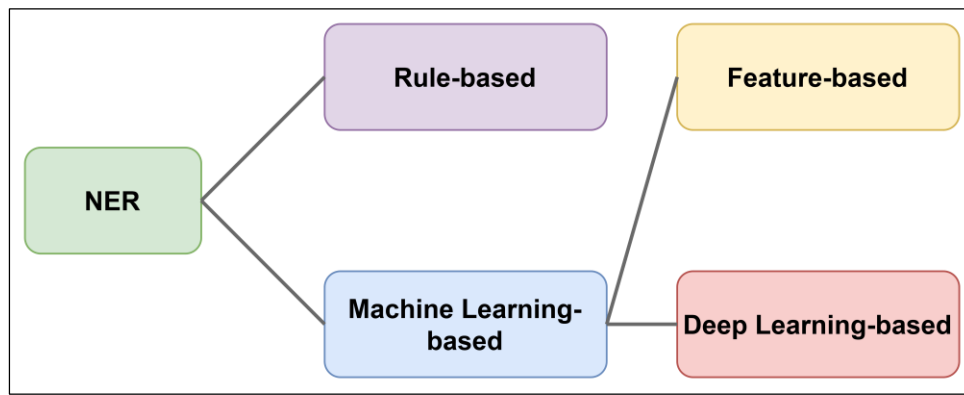 Rule-based
Feature-based
NER
Machine Learning-
based
Deep Learning-based